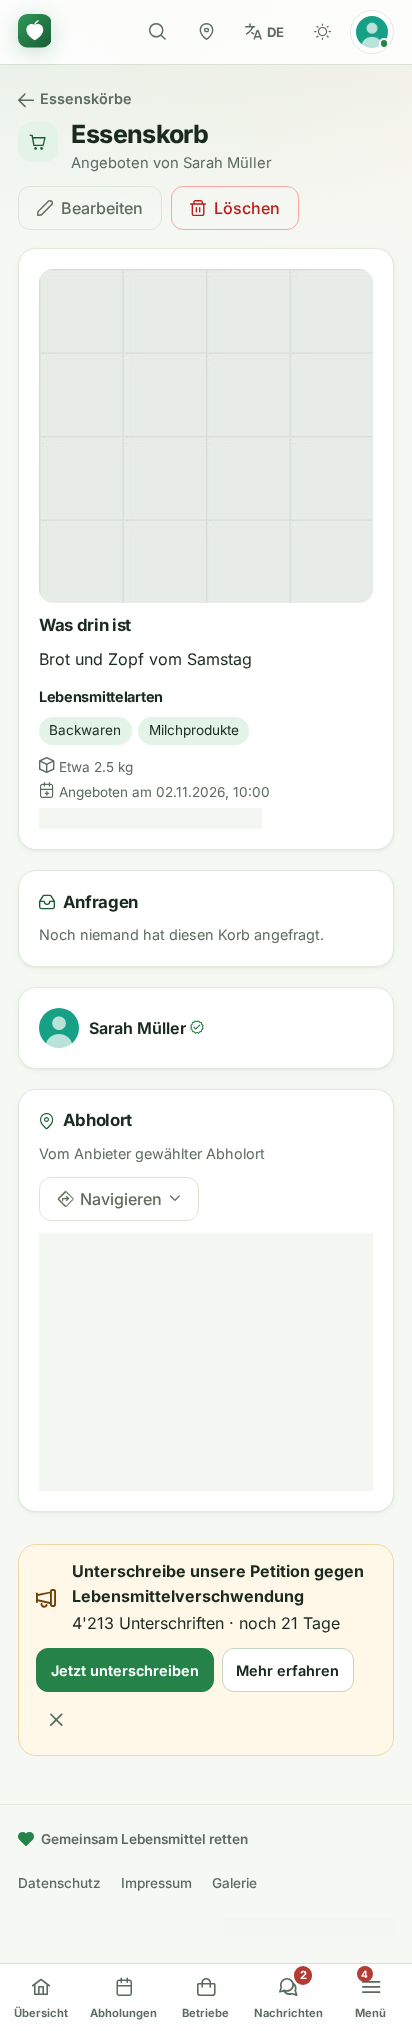 DE
Essenskörbe
Essenskorb
Angeboten von Sarah Müller
Bearbeiten
Löschen
Was drin ist
Brot und Zopf vom Samstag
Lebensmittelarten
Backwaren
Milchprodukte
Etwa 2.5 kg
Angeboten am 02.11.2026, 10:00
Anfragen
Noch niemand hat diesen Korb angefragt.
Sarah Müller
Abholort
Vom Anbieter gewählter Abholort
Navigieren
Unterschreibe unsere Petition gegen
Lebensmittelverschwendung
4'213 Unterschriften · noch 21 Tage
Jetzt unterschreiben
Mehr erfahren
Gemeinsam Lebensmittel retten
Datenschutz
Impressum
Galerie
2
4
Übersicht
Abholungen
Betriebe
Nachrichten
Menü